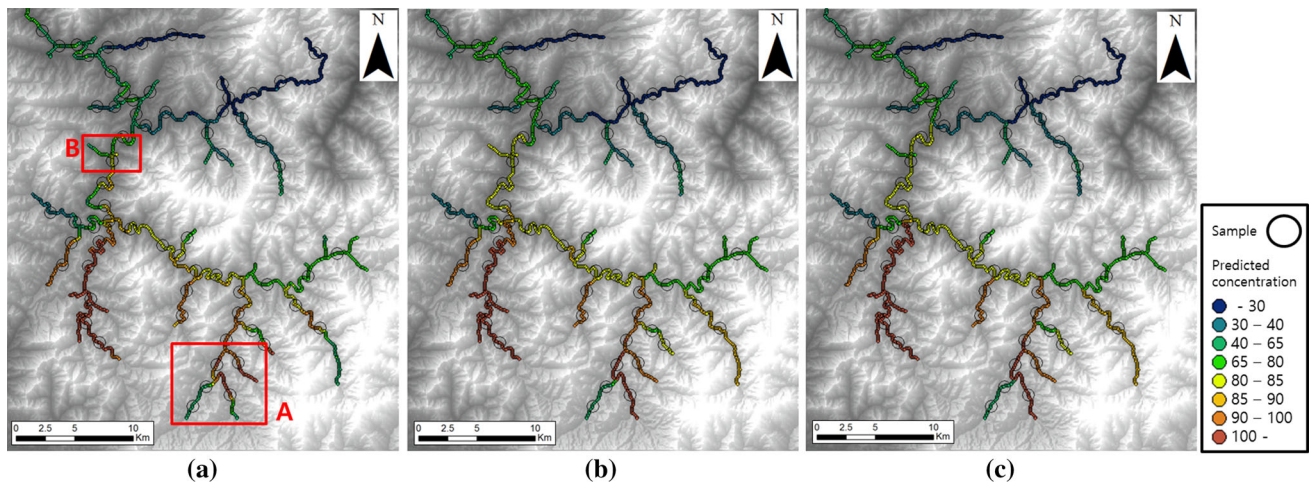 N
N
N
B
A
0 2.5 5 10
Km
0 2.5 5 10
Km
0 2.5 5 10
Km
Sample
Predicted
concentration
- 30
30 – 40
40 – 65
65 – 80
80 – 85
85 – 90
90 – 100
100 -
(a)
(b)
(c)